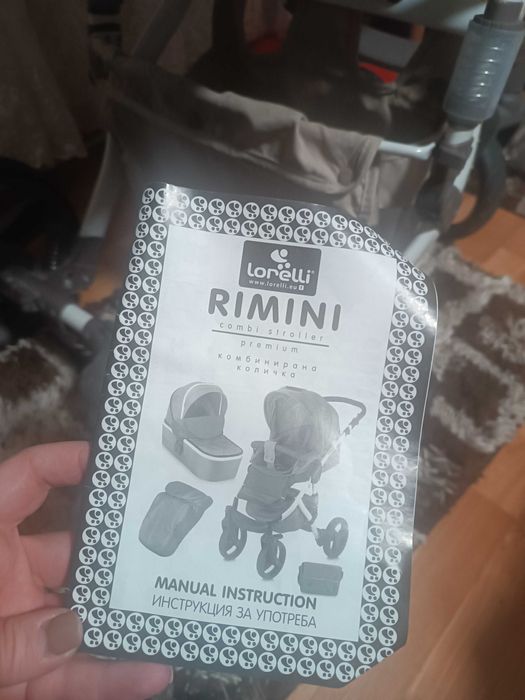 lorelli®
www.lorelli.eu
RIMINI
combi stroller
premium
комбинирана
количка
MANUAL INSTRUCTION
ИНСТРУКЦИЯ ЗА УПОТРЕБА